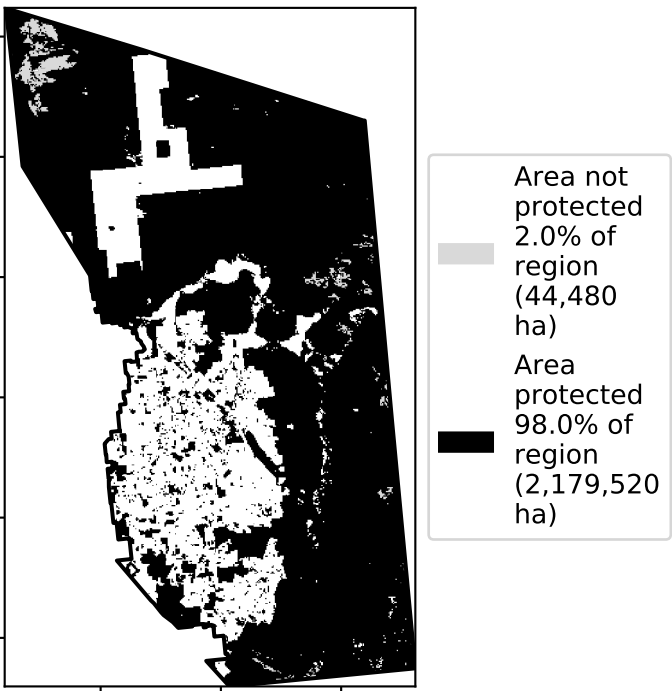 Area not
protected
2.0% of
region
(44,480
ha)
Area
protected
98.0% of
region
(2,179,520
ha)